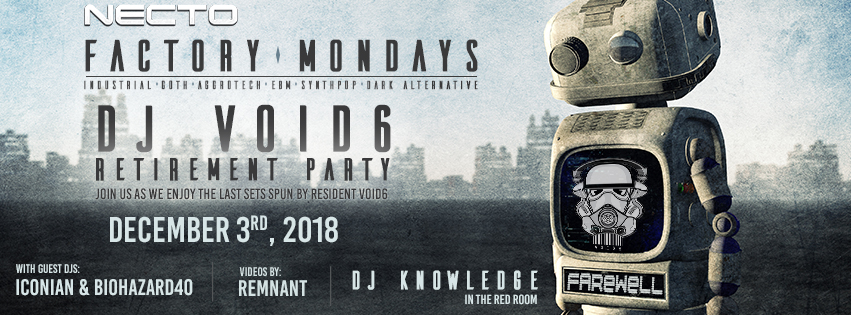 NECTO
FACTORY MONDAYS
INDUSTRIAL·GOTH·AGGROTECH·EBM·SYNTHPOP·DARK ALTERNATIVE
DJ VOID6
RETIREMENT PARTY
JOIN US AS WE ENJOY THE LAST SETS SPUN BY RESIDENT VOID6
DECEMBER 3RD, 2018
WITH GUEST DJS:
ICONIAN & BIOHAZARD40
VIDEOS BY:
REMNANT
DJ KNOWLEDGE
IN THE RED ROOM
FAREWELL